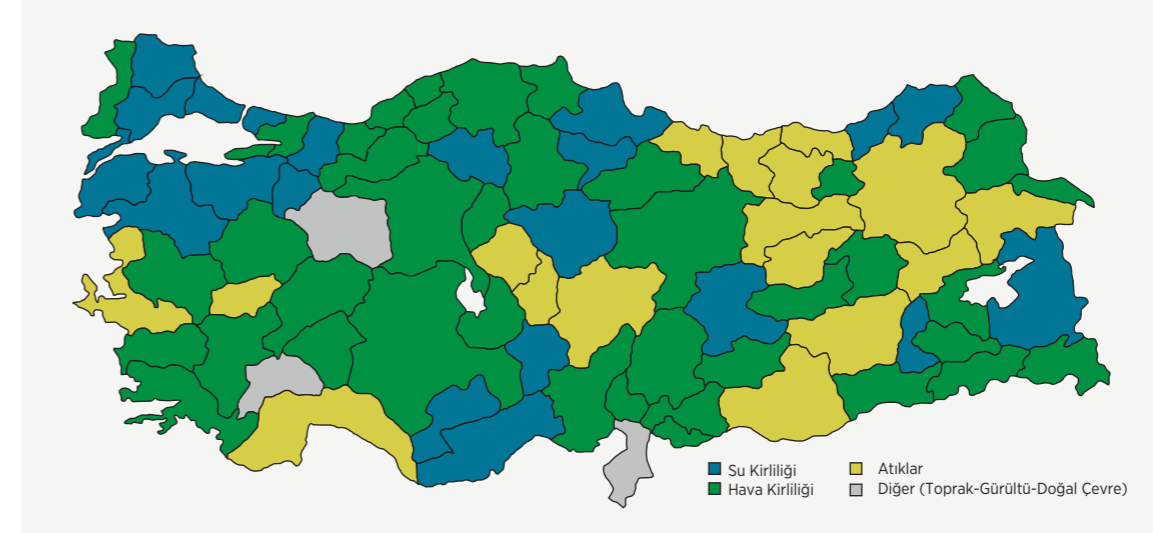 Su Kirliliği
Atıklar
Hava Kirliliği
Diğer (Toprak-Gürültü-Doğal Çevre)